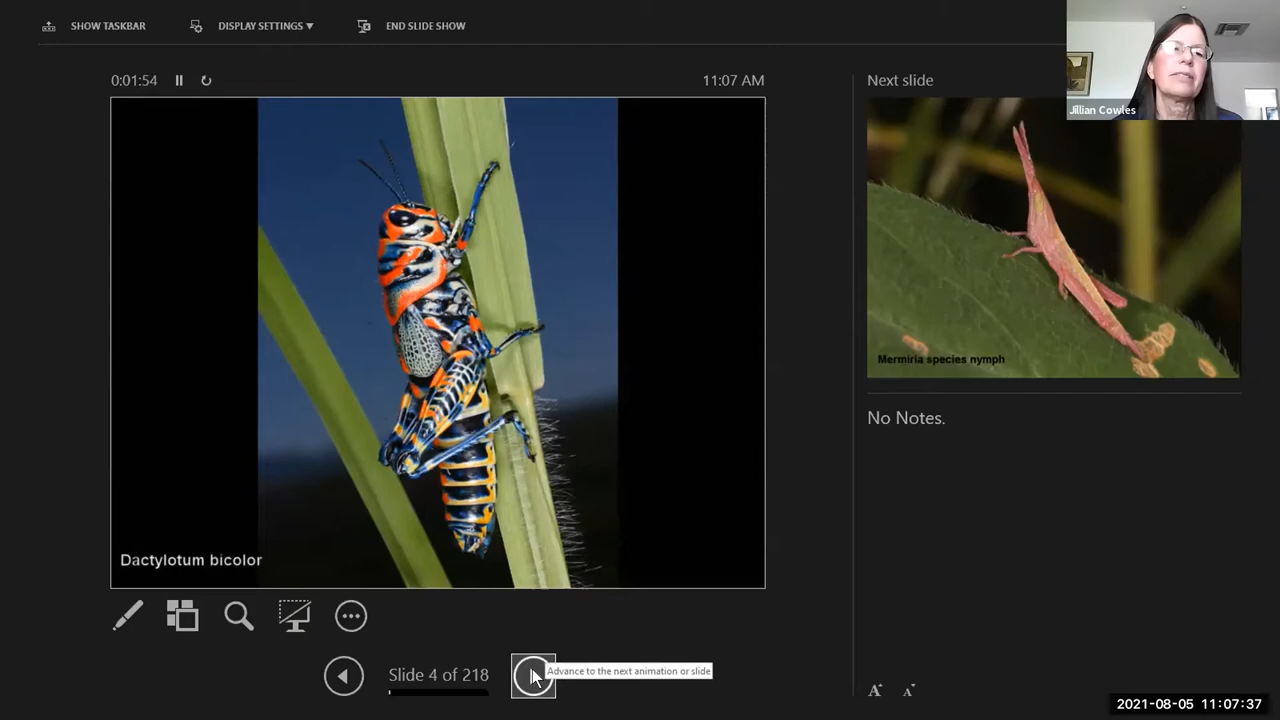 SHOW TASKBAR
DISPLAY SETTINGS ▼
END SLIDE SHOW
0:01:54
11:07 AM
Next slide
Jillian Cowles
Mermiria species nymph
No Notes.
Dactylotum bicolor
Slide 4 of 218
Advance to the next animation or slide
A A
2021-08-05 11:07:37